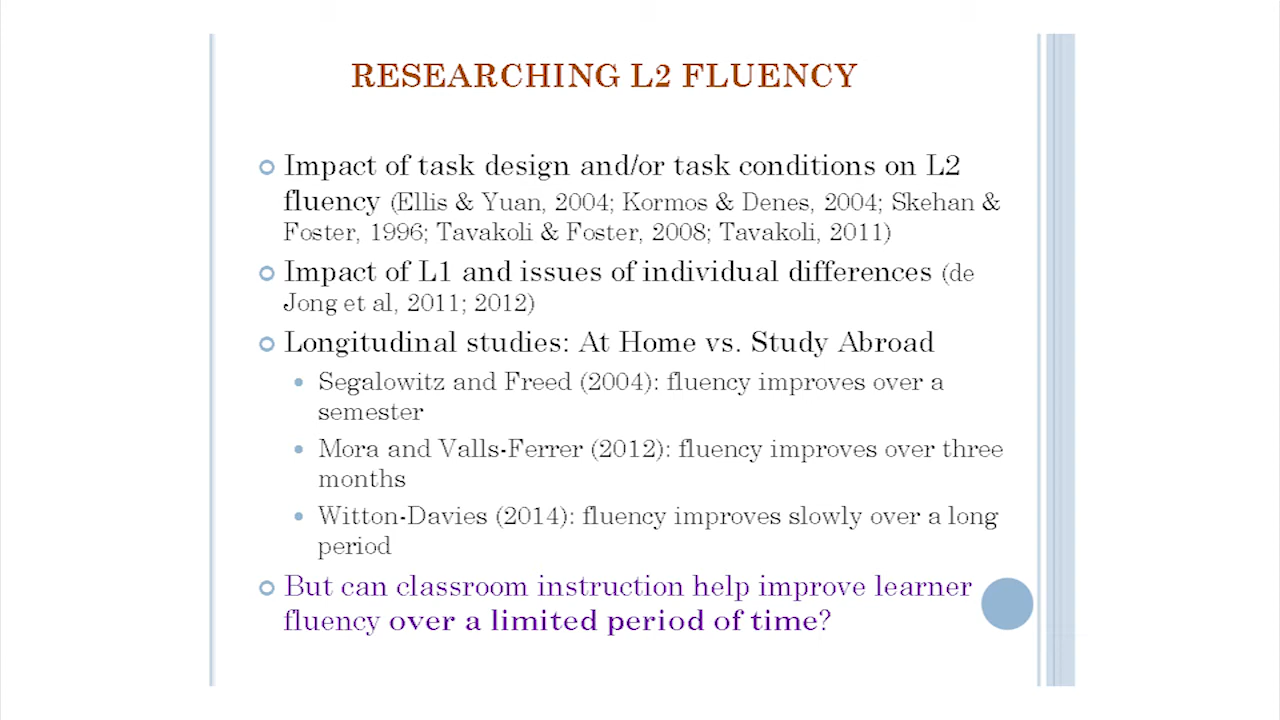 RESEARCHING L2 FLUENCY
Impact of task design and/or task conditions on L2
fluency (Ellis & Yuan, 2004; Kormos & Denes, 2004; Skehan &
Foster, 1996; Tavakoli & Foster, 2008; Tavakoli, 2011)
Impact of L1 and issues of individual differences (de
Jong et al, 2011; 2012)
Longitudinal studies: At Home vs. Study Abroad
Segalowitz and Freed (2004): fluency improves over a
semester
Mora and Valls-Ferrer (2012): fluency improves over three
months
Witton-Davies (2014): fluency improves slowly over a long
period
But can classroom instruction help improve learner
fluency over a limited period of time?